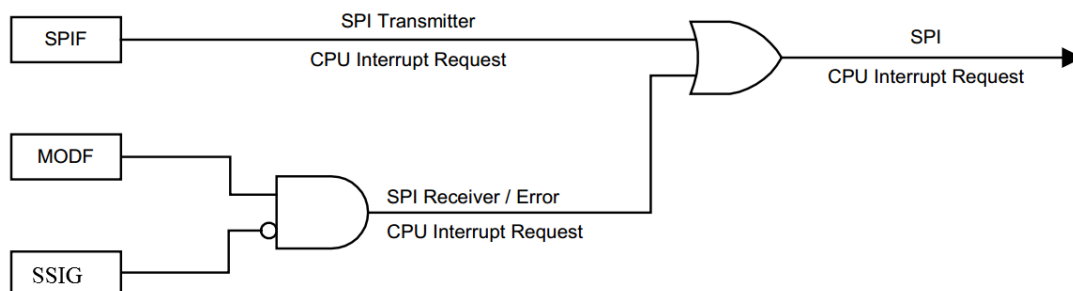 SPIF
SPI Transmitter
CPU Interrupt Request
SPI
CPU Interrupt Request
MODF
SPI Receiver / Error
CPU Interrupt Request
SSIG